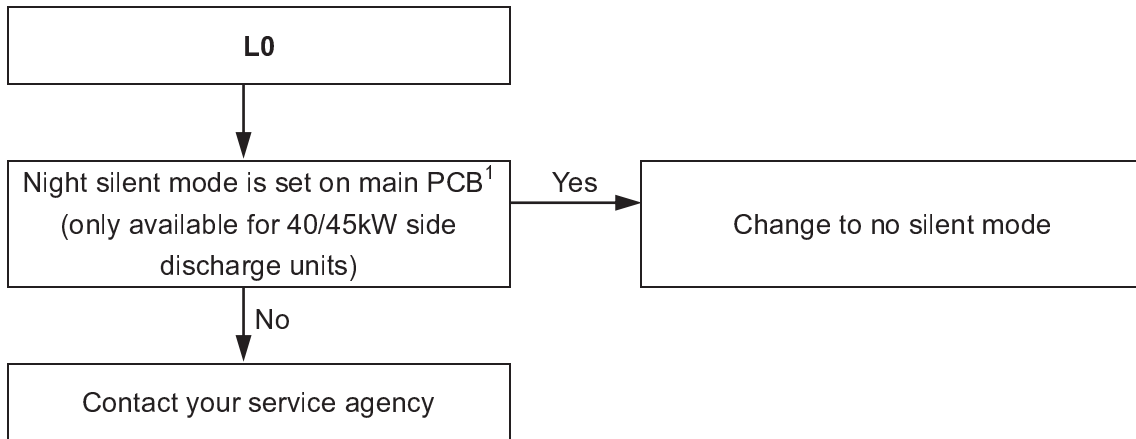 L0
Night silent mode is set on main PCB1
(only available for 40/45kW side
discharge units)
Yes
Change to no silent mode
No
Contact your service agency